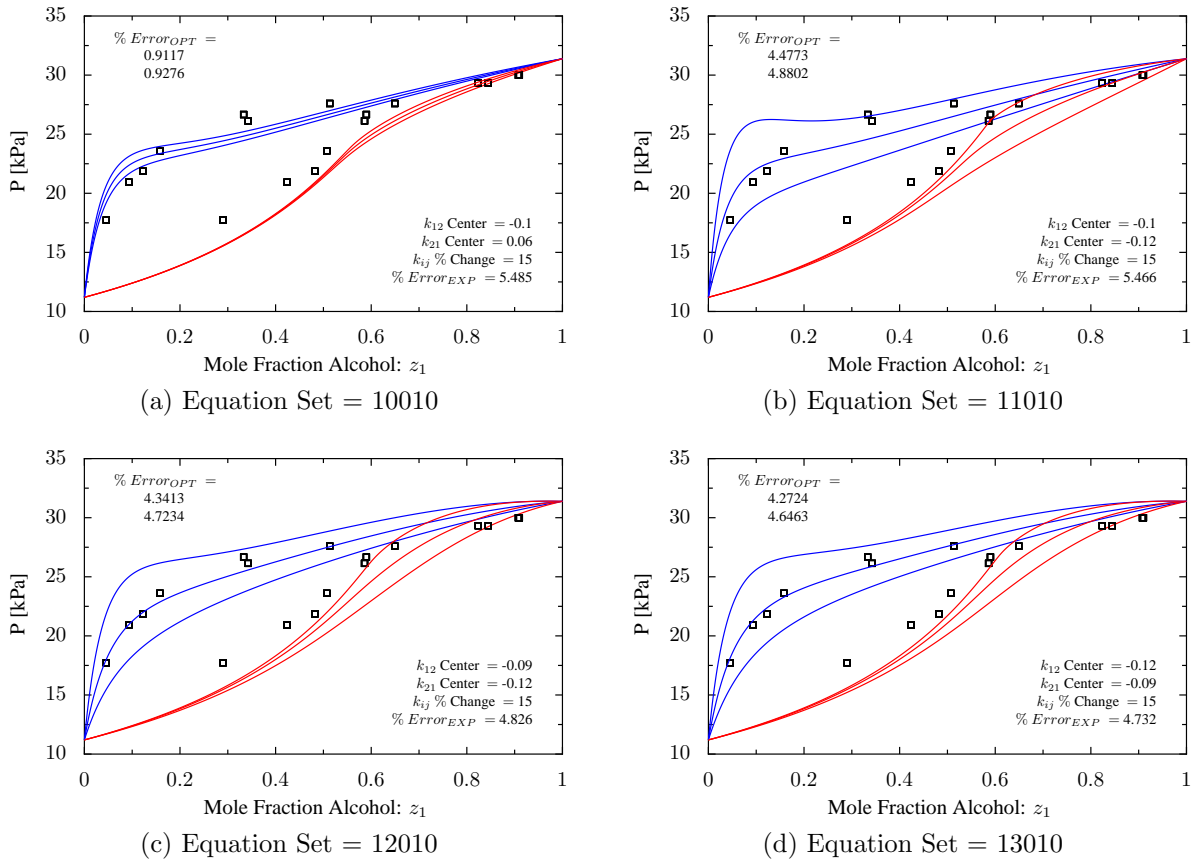 35
30
25
20
15
10
P [kPa]
% Error_OPT =
0.9117
0.9276
k_12 Center = -0.1
k_21 Center = 0.06
k_ij % Change = 15
% Error_EXP = 5.485
0 0.2 0.4 0.6 0.8 1
Mole Fraction Alcohol: z_1
(a) Equation Set = 10010
35
30
25
20
15
10
P [kPa]
% Error_OPT =
4.4773
4.8802
k_12 Center = -0.1
k_21 Center = -0.12
k_ij % Change = 15
% Error_EXP = 5.466
0 0.2 0.4 0.6 0.8 1
Mole Fraction Alcohol: z_1
(b) Equation Set = 11010
35
30
25
20
15
10
P [kPa]
% Error_OPT =
4.3413
4.7234
k_12 Center = -0.09
k_21 Center = -0.12
k_ij % Change = 15
% Error_EXP = 4.826
0 0.2 0.4 0.6 0.8 1
Mole Fraction Alcohol: z_1
(c) Equation Set = 12010
35
30
25
20
15
10
P [kPa]
% Error_OPT =
4.2724
4.6463
k_12 Center = -0.12
k_21 Center = -0.09
k_ij % Change = 15
% Error_EXP = 4.732
0 0.2 0.4 0.6 0.8 1
Mole Fraction Alcohol: z_1
(d) Equation Set = 13010